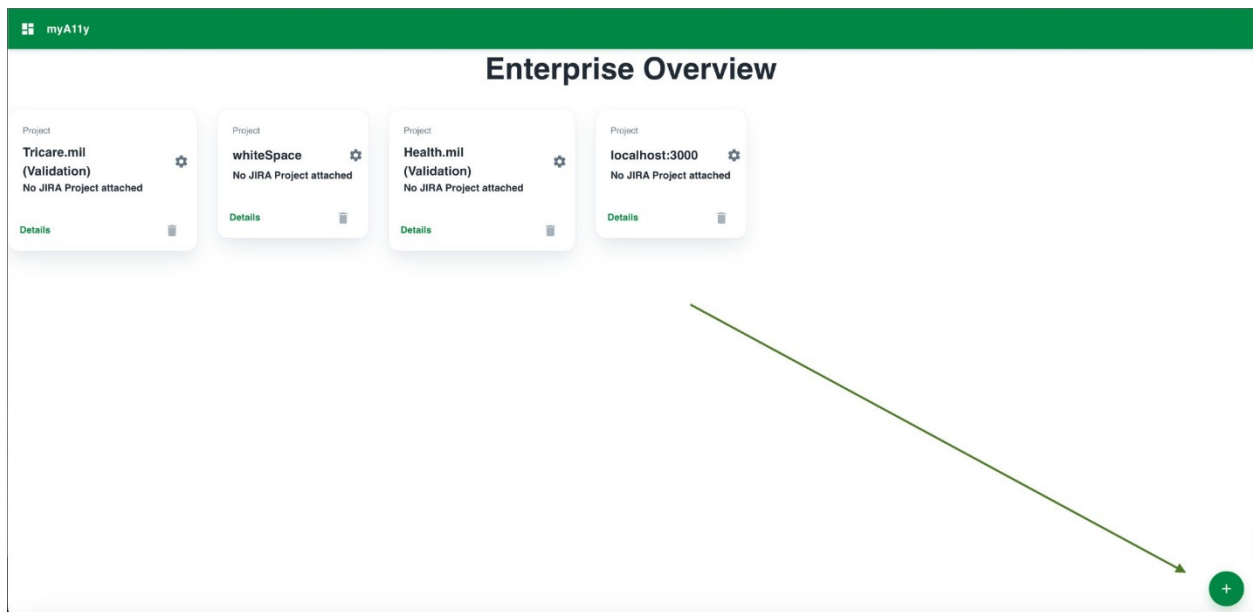 myA11y
Enterprise Overview
Project
Tricare.mil
(Validation)
No JIRA Project attached
Details
Project
whiteSpace
No JIRA Project attached
Details
Project
Health.mil
(Validation)
No JIRA Project attached
Details
Project
localhost:3000
No JIRA Project attached
Details
+